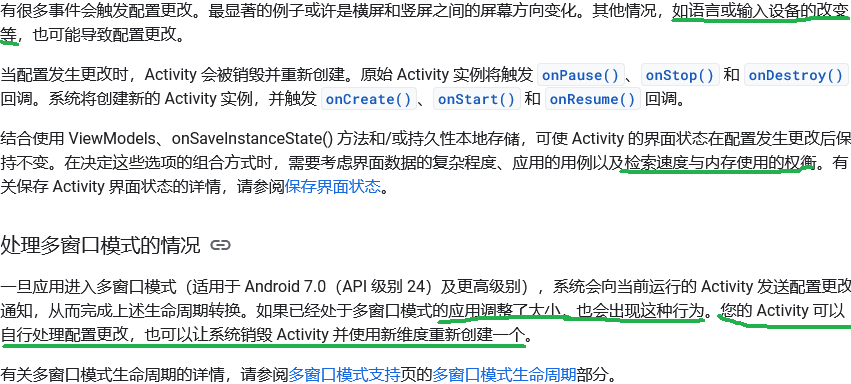 有很多事件会触发配置更改。最显著的例子或许是横屏和竖屏之间的屏幕方向变化。其他情况，如语言或输入设备的改变
等，也可能导致配置更改。
当配置发生更改时，Activity 会被销毁并重新创建。原始 Activity 实例将触发 onPause()、onStop() 和 onDestroy()
回调。系统将创建新的 Activity 实例，并触发 onCreate()、onStart() 和 onResume() 回调。
结合使用 ViewModels、onSaveInstanceState() 方法和/或持久性本地存储，可使 Activity 的界面状态在配置发生更改后保
持不变。在决定这些选项的组合方式时，需要考虑界面数据的复杂程度、应用的用例以及检索速度与内存使用的权衡。有
关保存 Activity 界面状态的详情，请参阅保存界面状态。
处理多窗口模式的情况
一旦应用进入多窗口模式（适用于 Android 7.0（API 级别 24）及更高级别），系统会向当前运行的 Activity 发送配置更改
通知，从而完成上述生命周期转换。如果已经处于多窗口模式的应用调整了大小，也会出现这种行为。您的 Activity 可以
自行处理配置更改，也可以让系统销毁 Activity 并使用新维度重新创建一个。
有关多窗口模式生命周期的详情，请参阅多窗口模式支持页的多窗口模式生命周期部分。